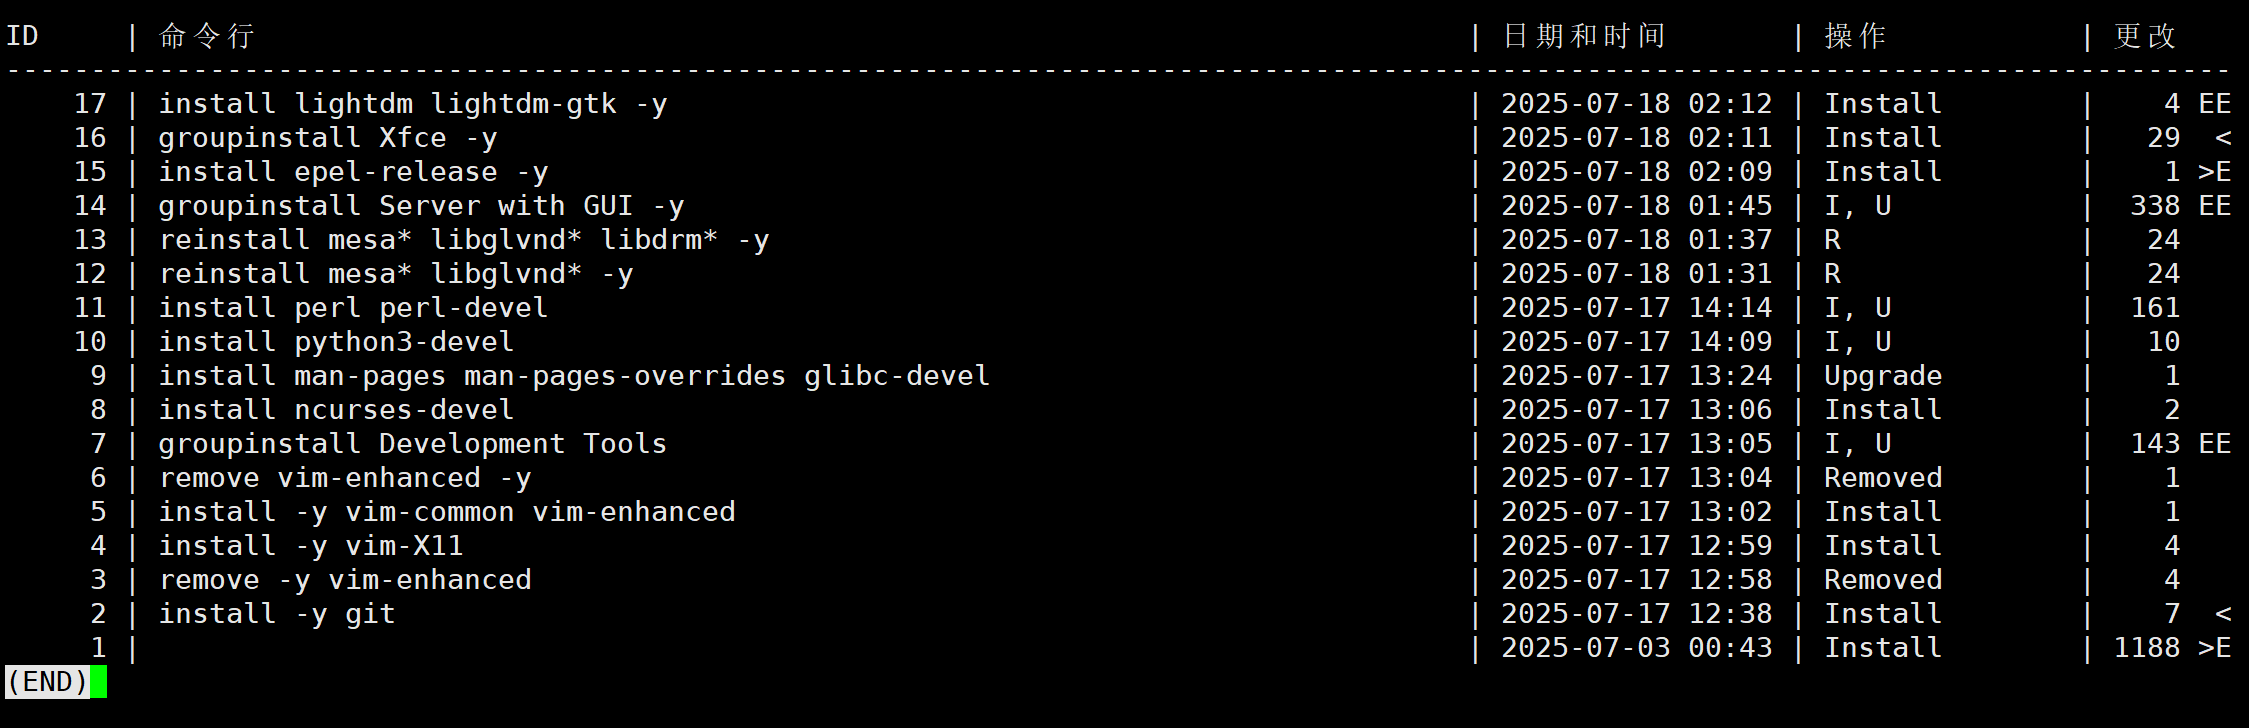 ID | 命令行 | 日期和时间 | 操作 | 更改
-----------------------------------------------------------------------------------------------------------------------------------
17 | install lightdm lightdm-gtk -y | 2025-07-18 02:12 | Install | 4 EE
16 | groupinstall Xfce -y | 2025-07-18 02:11 | Install | 29 <
15 | install epel-release -y | 2025-07-18 02:09 | Install | 1 >E
14 | groupinstall Server with GUI -y | 2025-07-18 01:45 | I, U | 338 EE
13 | reinstall mesa* libglvnd* libdrm* -y | 2025-07-18 01:37 | R | 24
12 | reinstall mesa* libglvnd* -y | 2025-07-18 01:31 | R | 24
11 | install perl perl-devel | 2025-07-17 14:14 | I, U | 161
10 | install python3-devel | 2025-07-17 14:09 | I, U | 10
9 | install man-pages man-pages-overrides glibc-devel | 2025-07-17 13:24 | Upgrade | 1
8 | install ncurses-devel | 2025-07-17 13:06 | Install | 2
7 | groupinstall Development Tools | 2025-07-17 13:05 | I, U | 143 EE
6 | remove vim-enhanced -y | 2025-07-17 13:04 | Removed | 1
5 | install -y vim-common vim-enhanced | 2025-07-17 13:02 | Install | 1
4 | install -y vim-X11 | 2025-07-17 12:59 | Install | 4
3 | remove -y vim-enhanced | 2025-07-17 12:58 | Removed | 4
2 | install -y git | 2025-07-17 12:38 | Install | 7 <
1 | | 2025-07-03 00:43 | Install | 1188 >E
(END)